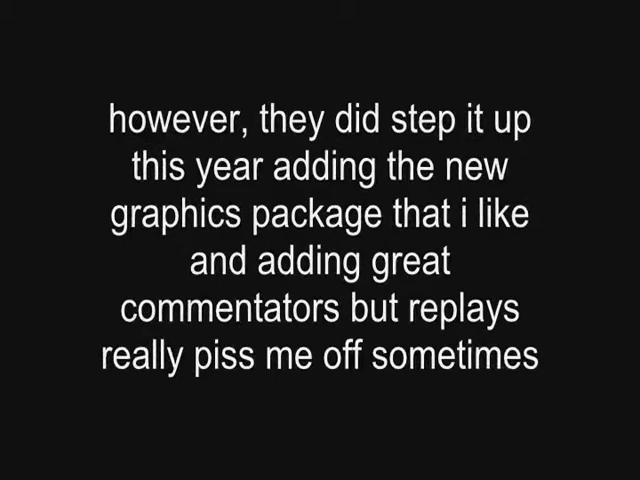 however, they did step it up
this year adding the new
graphics package that i like
and adding great
commentators but replays
really piss me off sometimes